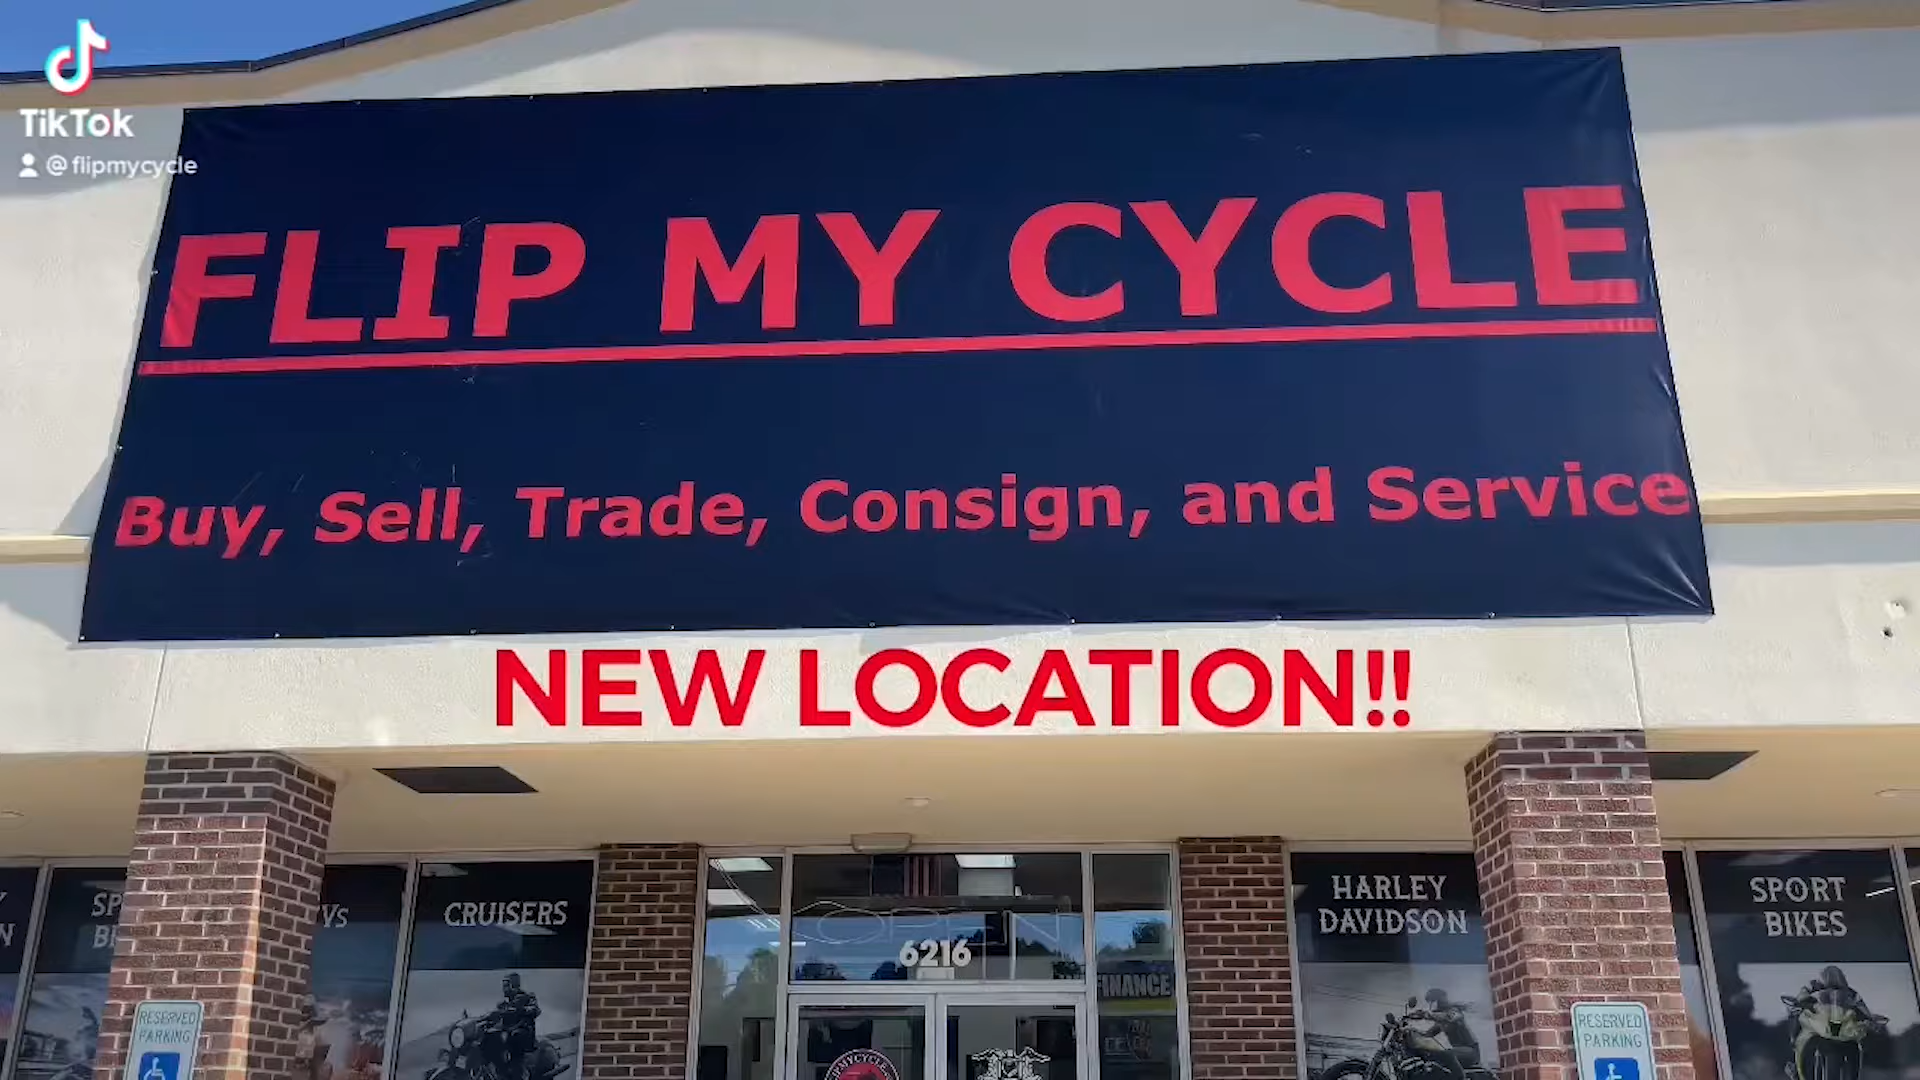 TikTok
@flipmycycle
FLIP MY CYCLE
Buy, Sell, Trade, Consign, and Service
NEW LOCATION!!
CRUISERS
6216
FINANCE
HARLEY
DAVIDSON
SPORT
BIKES
RESERVED
PARKING
RESERVED
PARKING